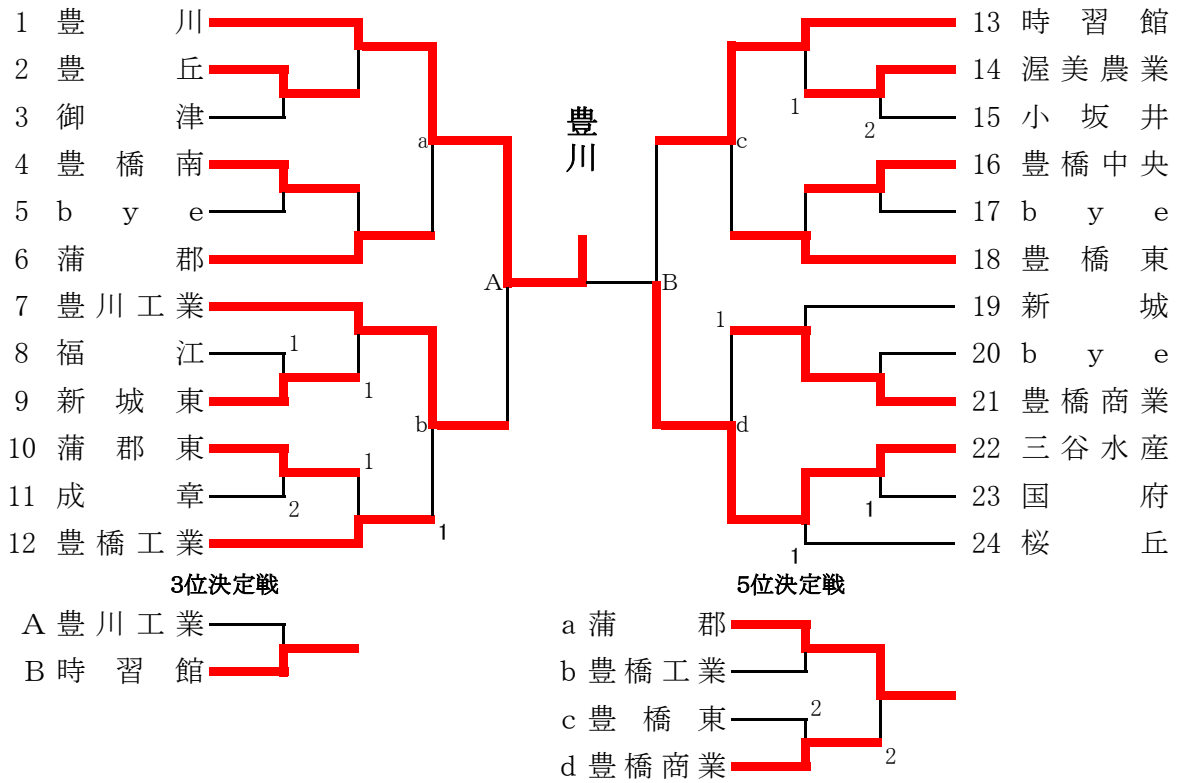 1 豊川
2 豊丘
3 御津
4 豊橋南
5 bye
6 蒲郡
7 豊川工業
8 福江
9 新城東
10 蒲郡東
11 成章
12 豊橋工業
a
b
A
1
1
1
2
1
豊川
13 時習館
14 渥美農業
15 小坂井
16 豊橋中央
17 bye
18 豊橋東
19 新城
20 bye
21 豊橋商業
22 三谷水産
23 国府
24 桜丘
c
d
B
1
2
1
1
1
3位決定戦
A 豊川工業
B 時習館
5位決定戦
a 蒲郡
b 豊橋工業
c 豊橋東
d 豊橋商業
2
2